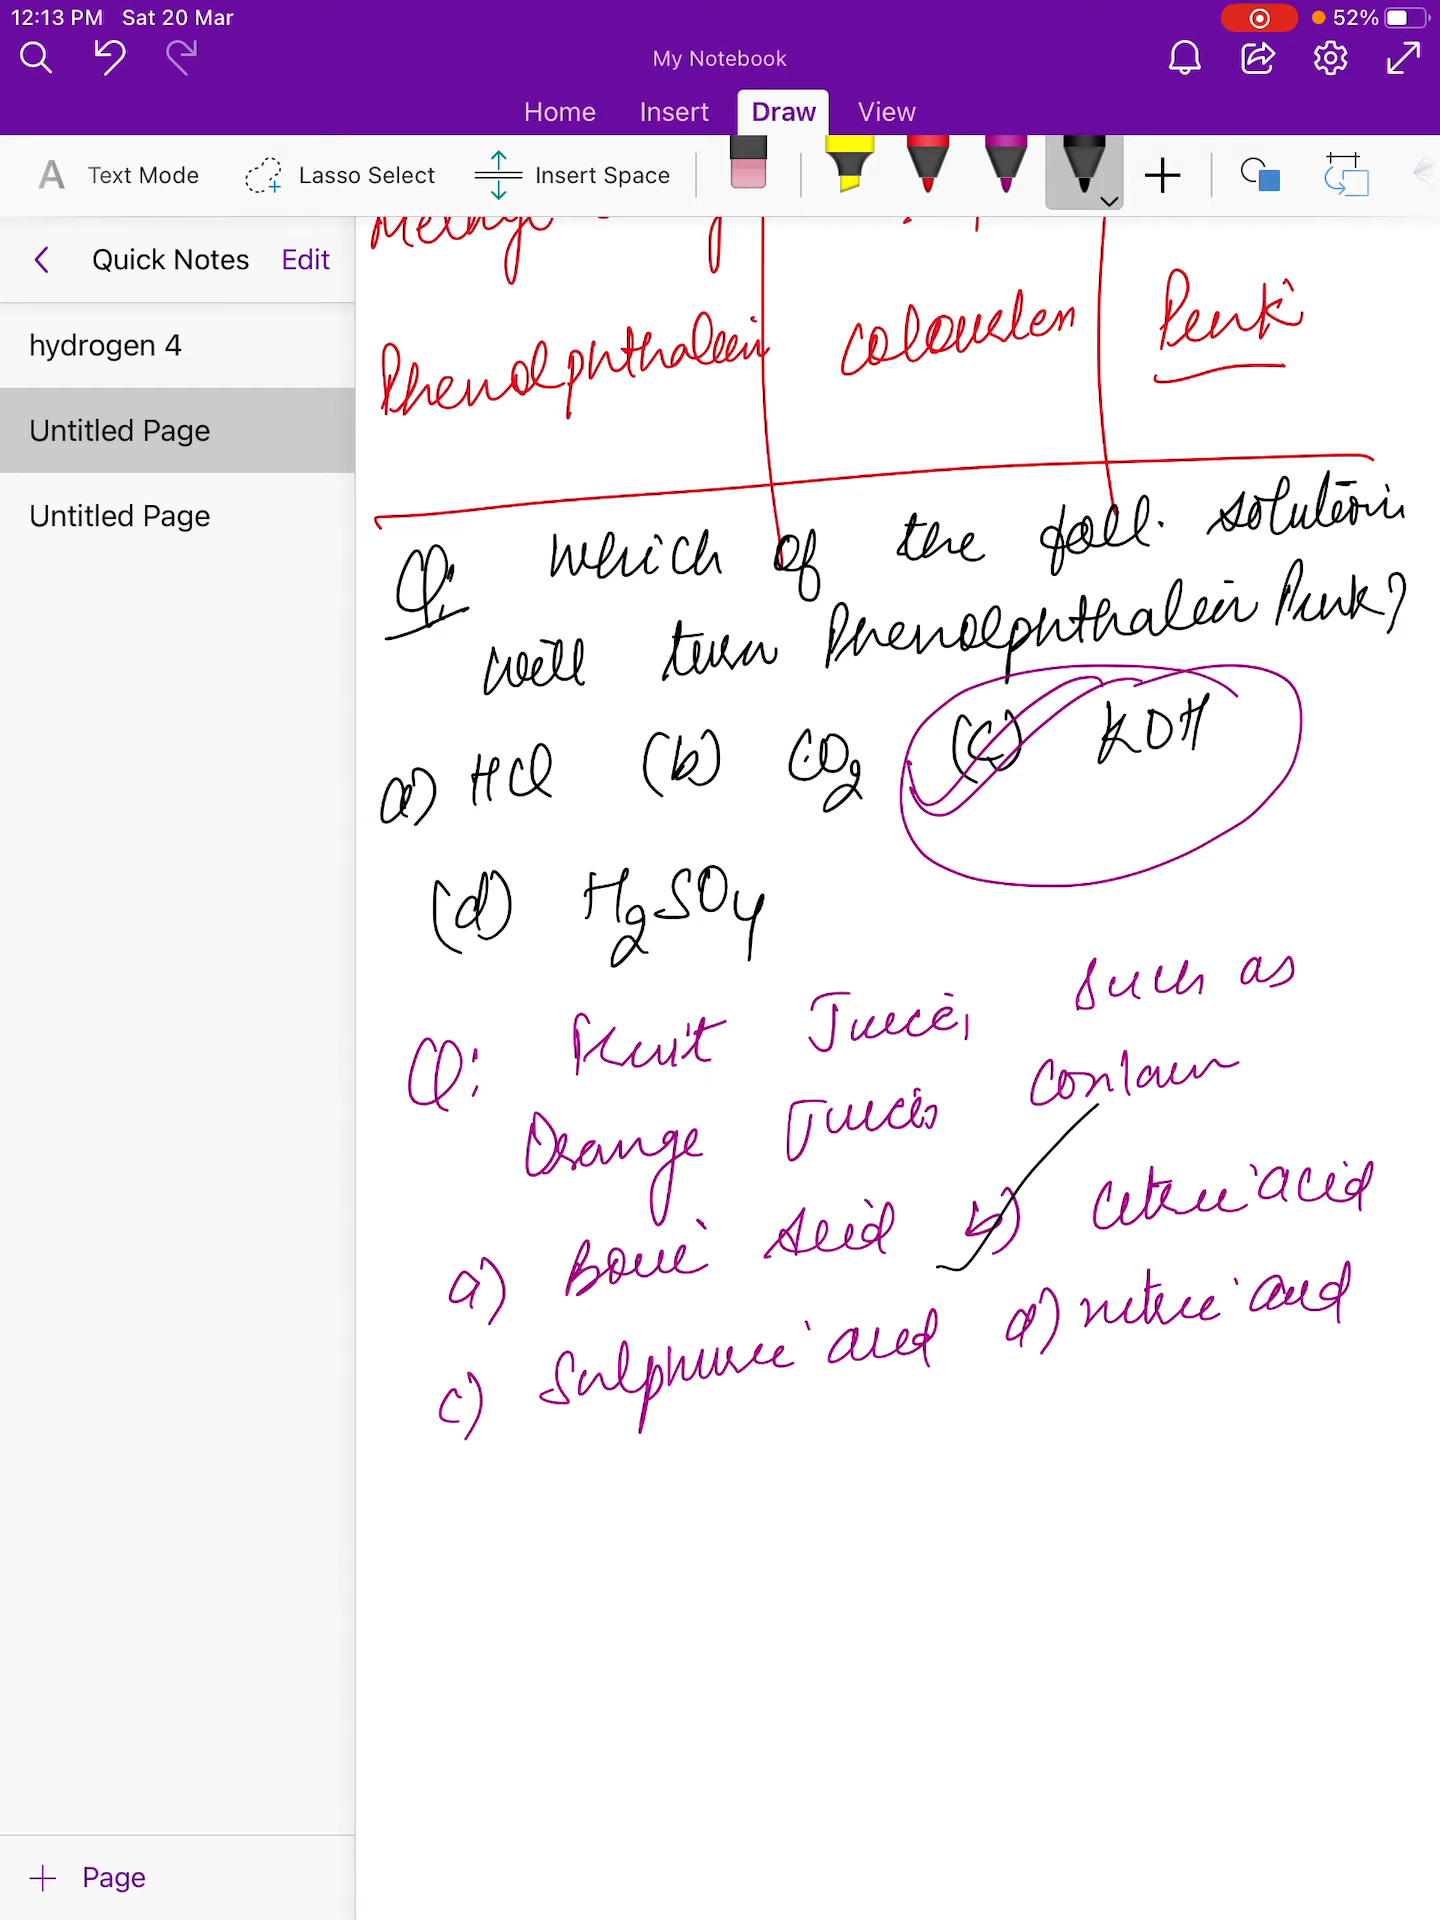 12:13 PM Sat 20 Mar
52%
My Notebook
Home Insert Draw View
A Text Mode Lasso Select Insert Space
Quick Notes Edit
hydrogen 4
Untitled Page
Untitled Page
Page
Methyl
Phenolphthalein colourless Pink
Q. Which of the foll. solution
will turn Phenolphthalein Pink?
a) HCl (b) CO2 (c) KOH
(d) H2SO4
Q: Fruit Juice, such as
Orange Juices contain
a) Boric Acid b) citric acid
c) Sulphuric acid d) nitric acid